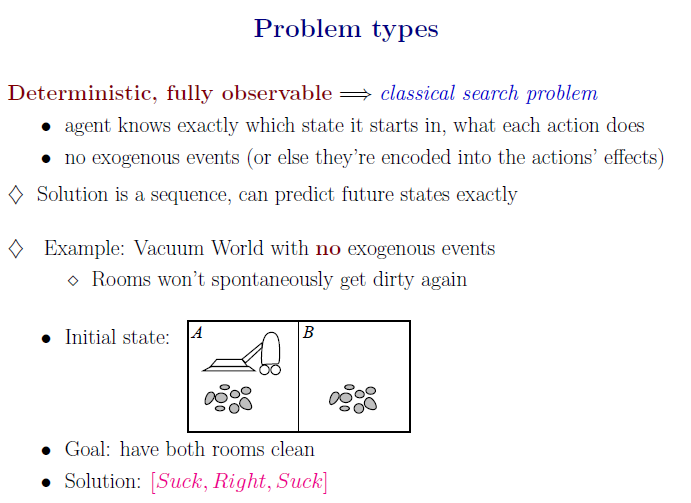 Problem types
Deterministic, fully observable ⟹ classical search problem
• agent knows exactly which state it starts in, what each action does
• no exogenous events (or else they're encoded into the actions' effects)
♢ Solution is a sequence, can predict future states exactly
♢ Example: Vacuum World with no exogenous events
⋄ Rooms won't spontaneously get dirty again
• Initial state:
A
B
• Goal: have both rooms clean
• Solution: [Suck, Right, Suck]